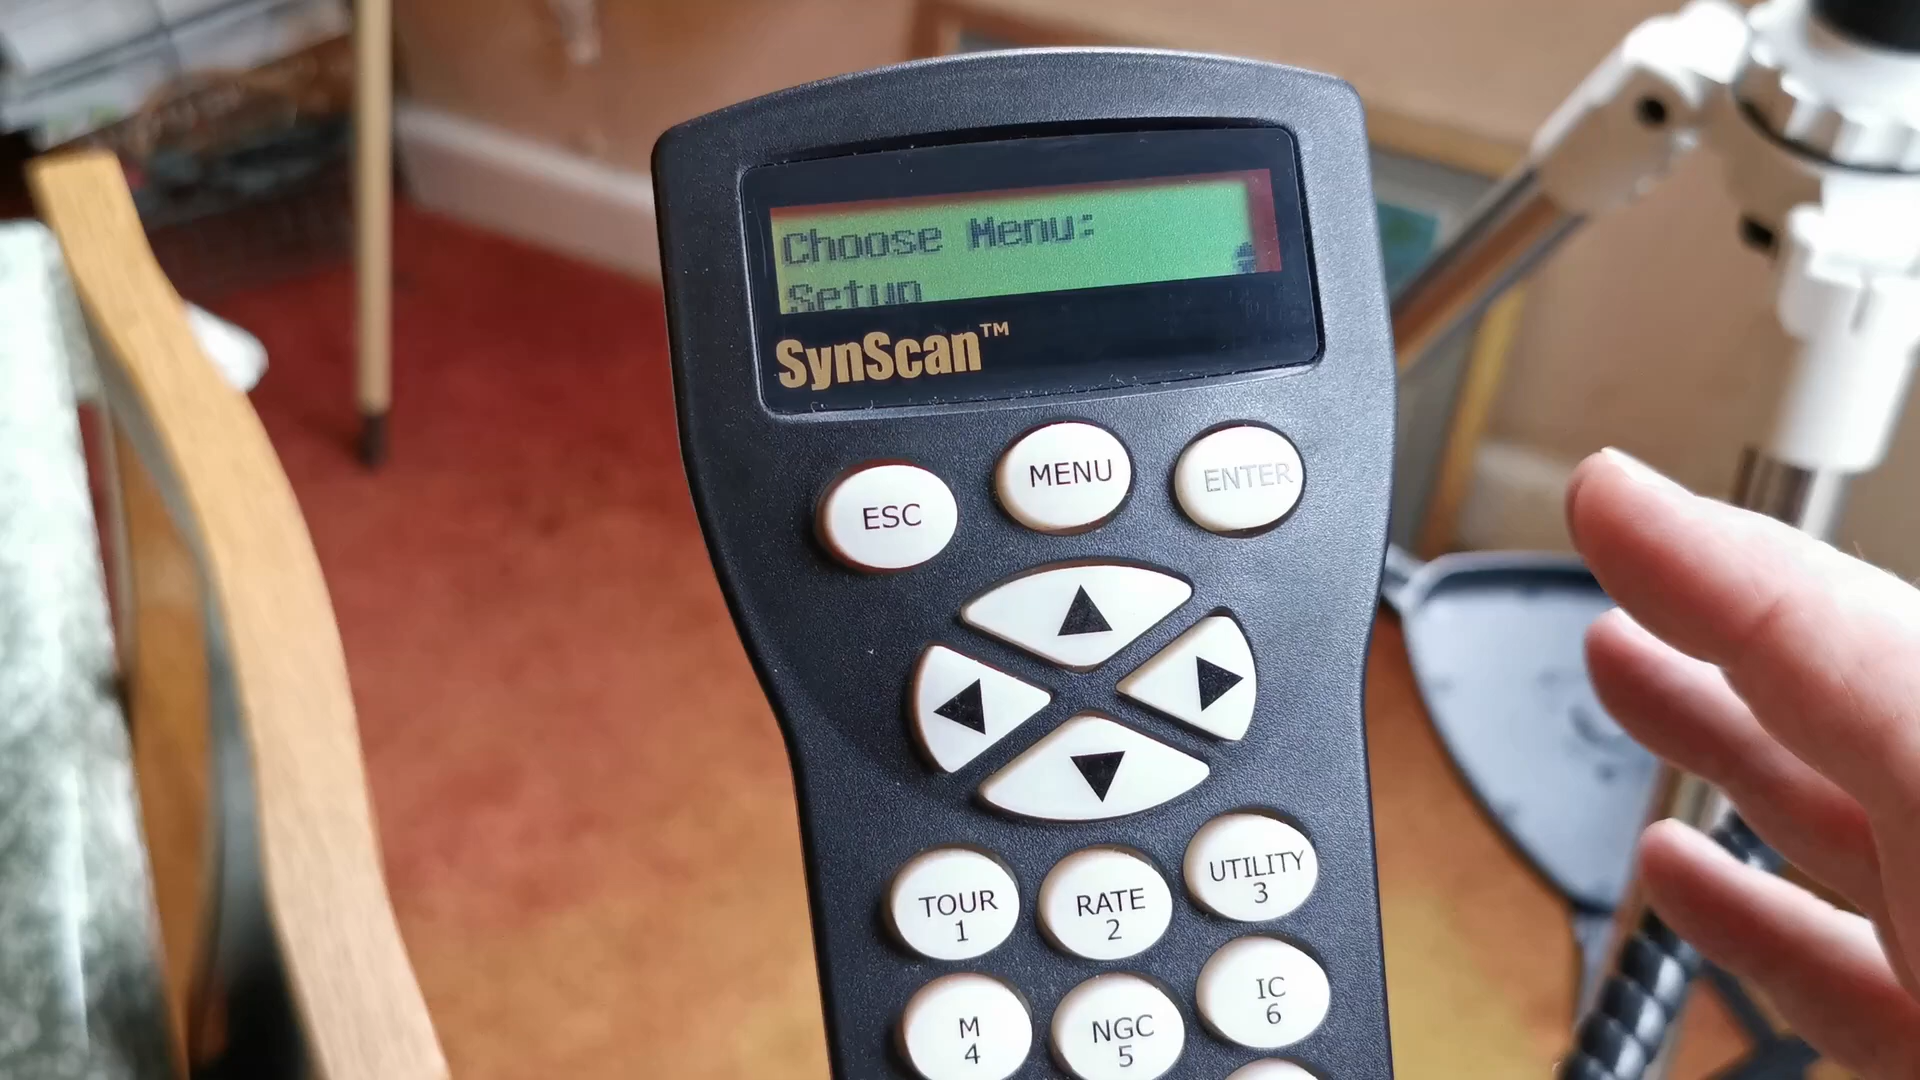 Choose Menu:
Setup
SynScan™
ESC
MENU
ENTER
TOUR
1
RATE
2
UTILITY
3
M
4
NGC
5
IC
6